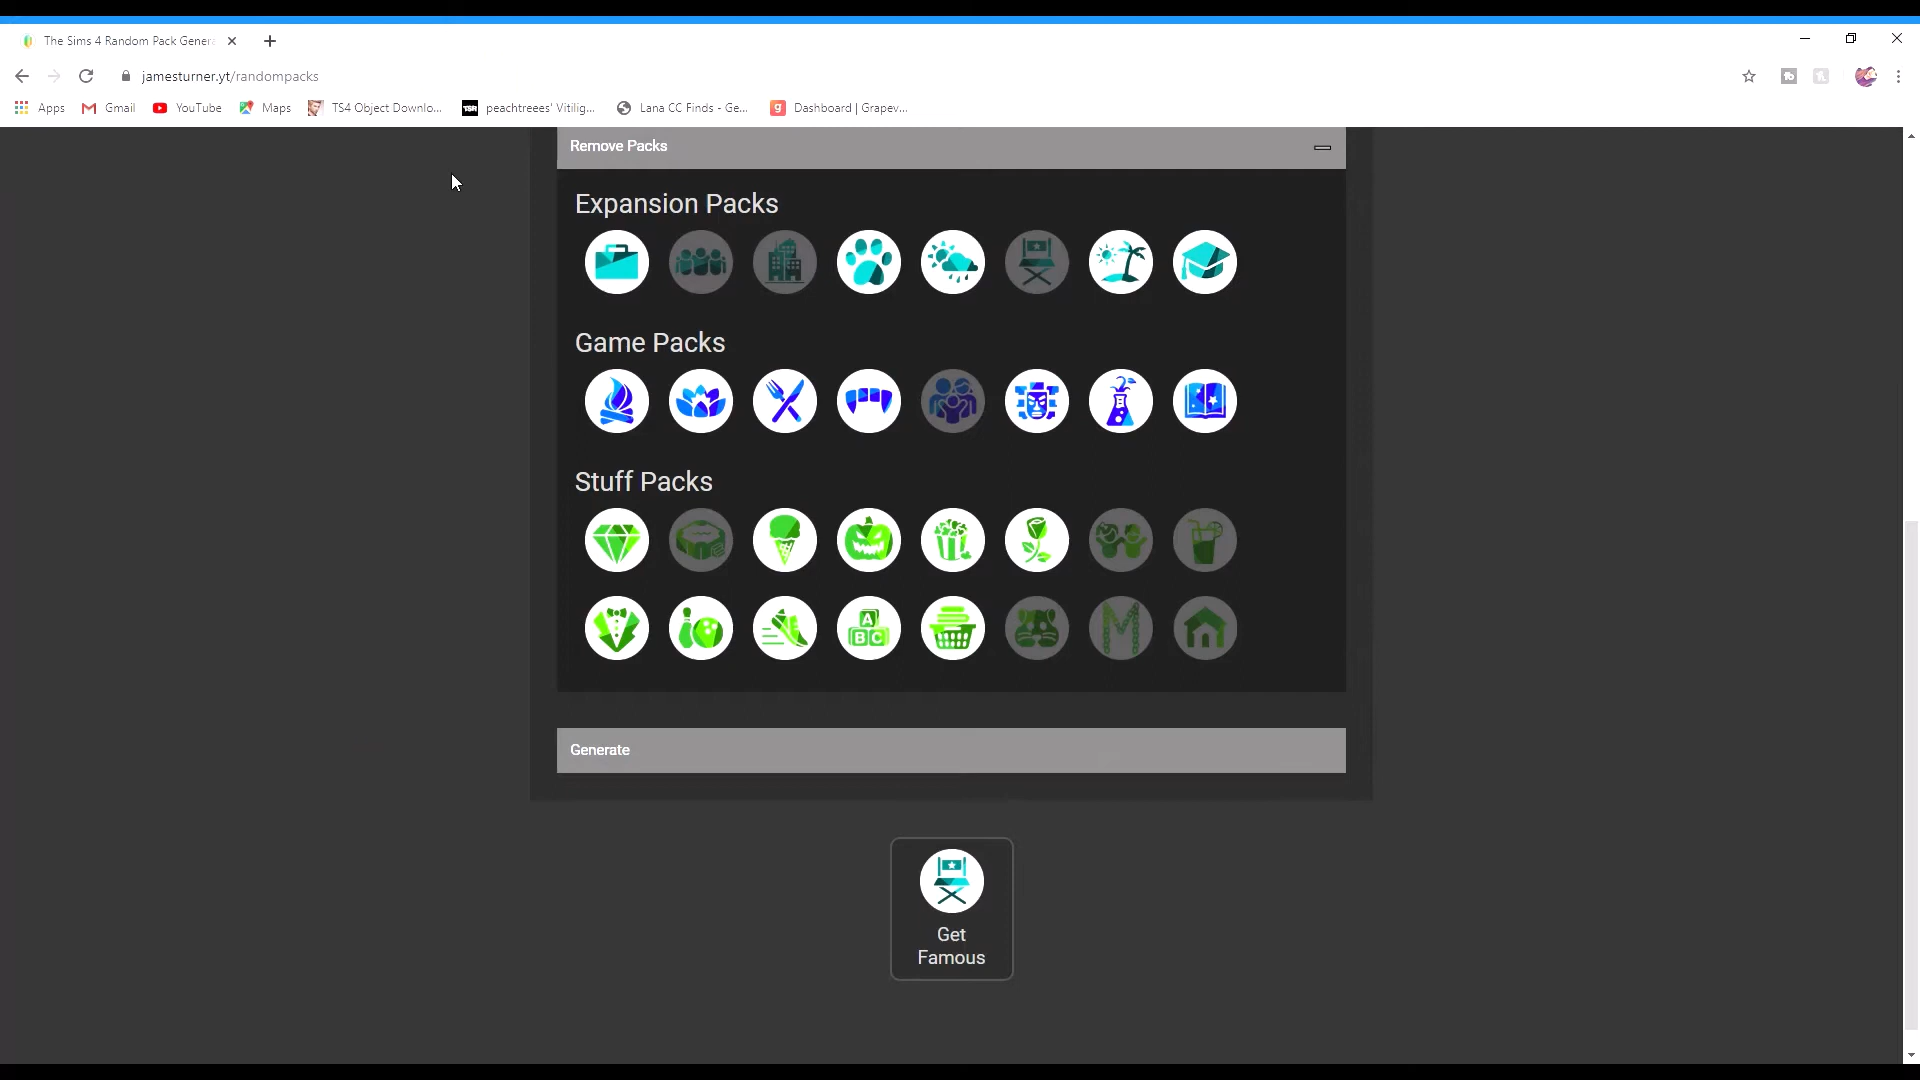 The Sims 4 Random Pack Gener
jamesturner.yt/randompacks
Apps Gmail YouTube Maps TS4 Object Downlo... TSR peachtreees' Vitilig... Lana CC Finds - Ge... g Dashboard | Grapev...
Remove Packs
Expansion Packs
Game Packs
Stuff Packs
A
B C
M
Generate
Get
Famous